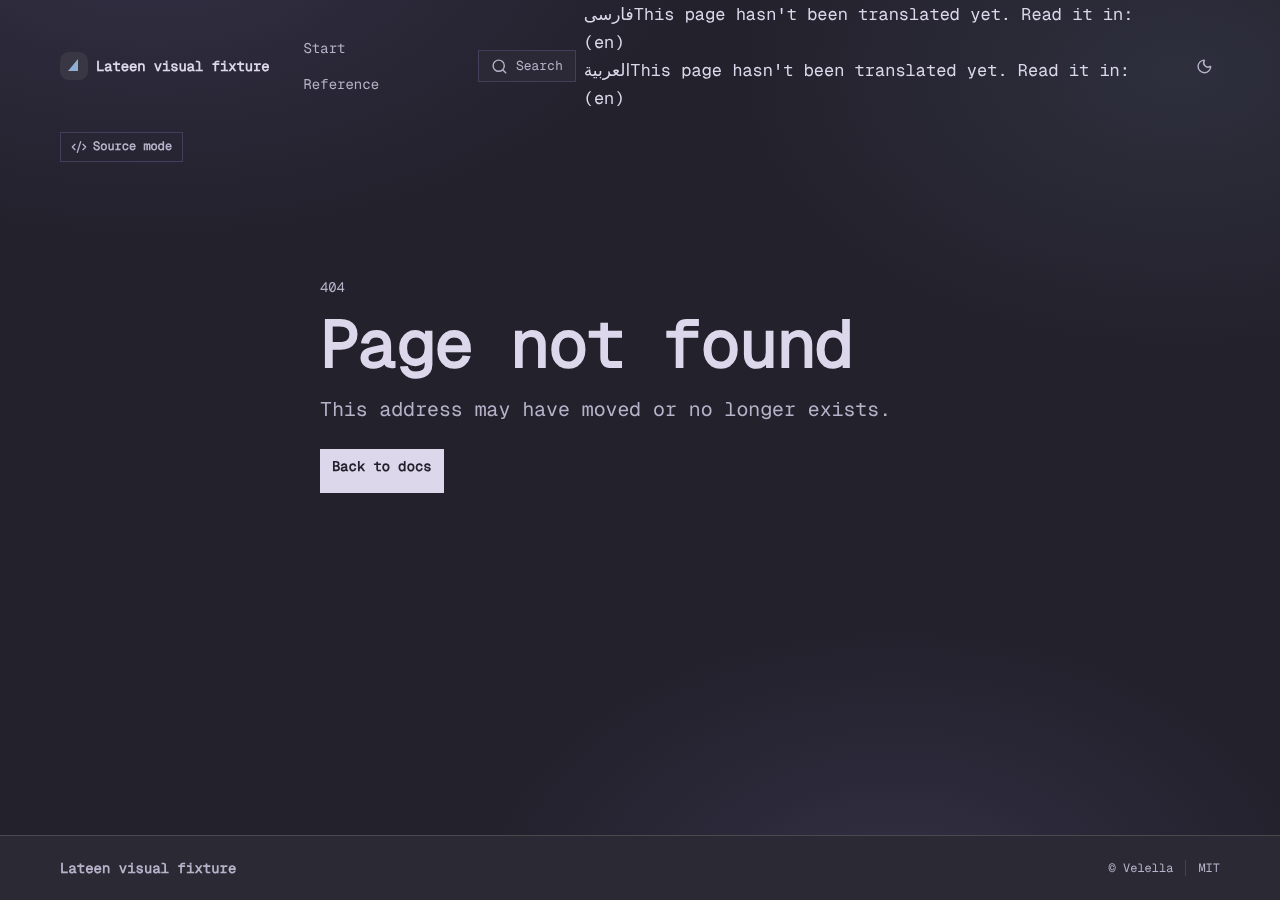 Lateen visual fixture
Start
Reference
Search
فارسیThis page hasn't been translated yet. Read it in:
(en)
العربيةThis page hasn't been translated yet. Read it in:
(en)
Source mode
404
Page not found
This address may have moved or no longer exists.
Back to docs
Lateen visual fixture
© Velella
MIT